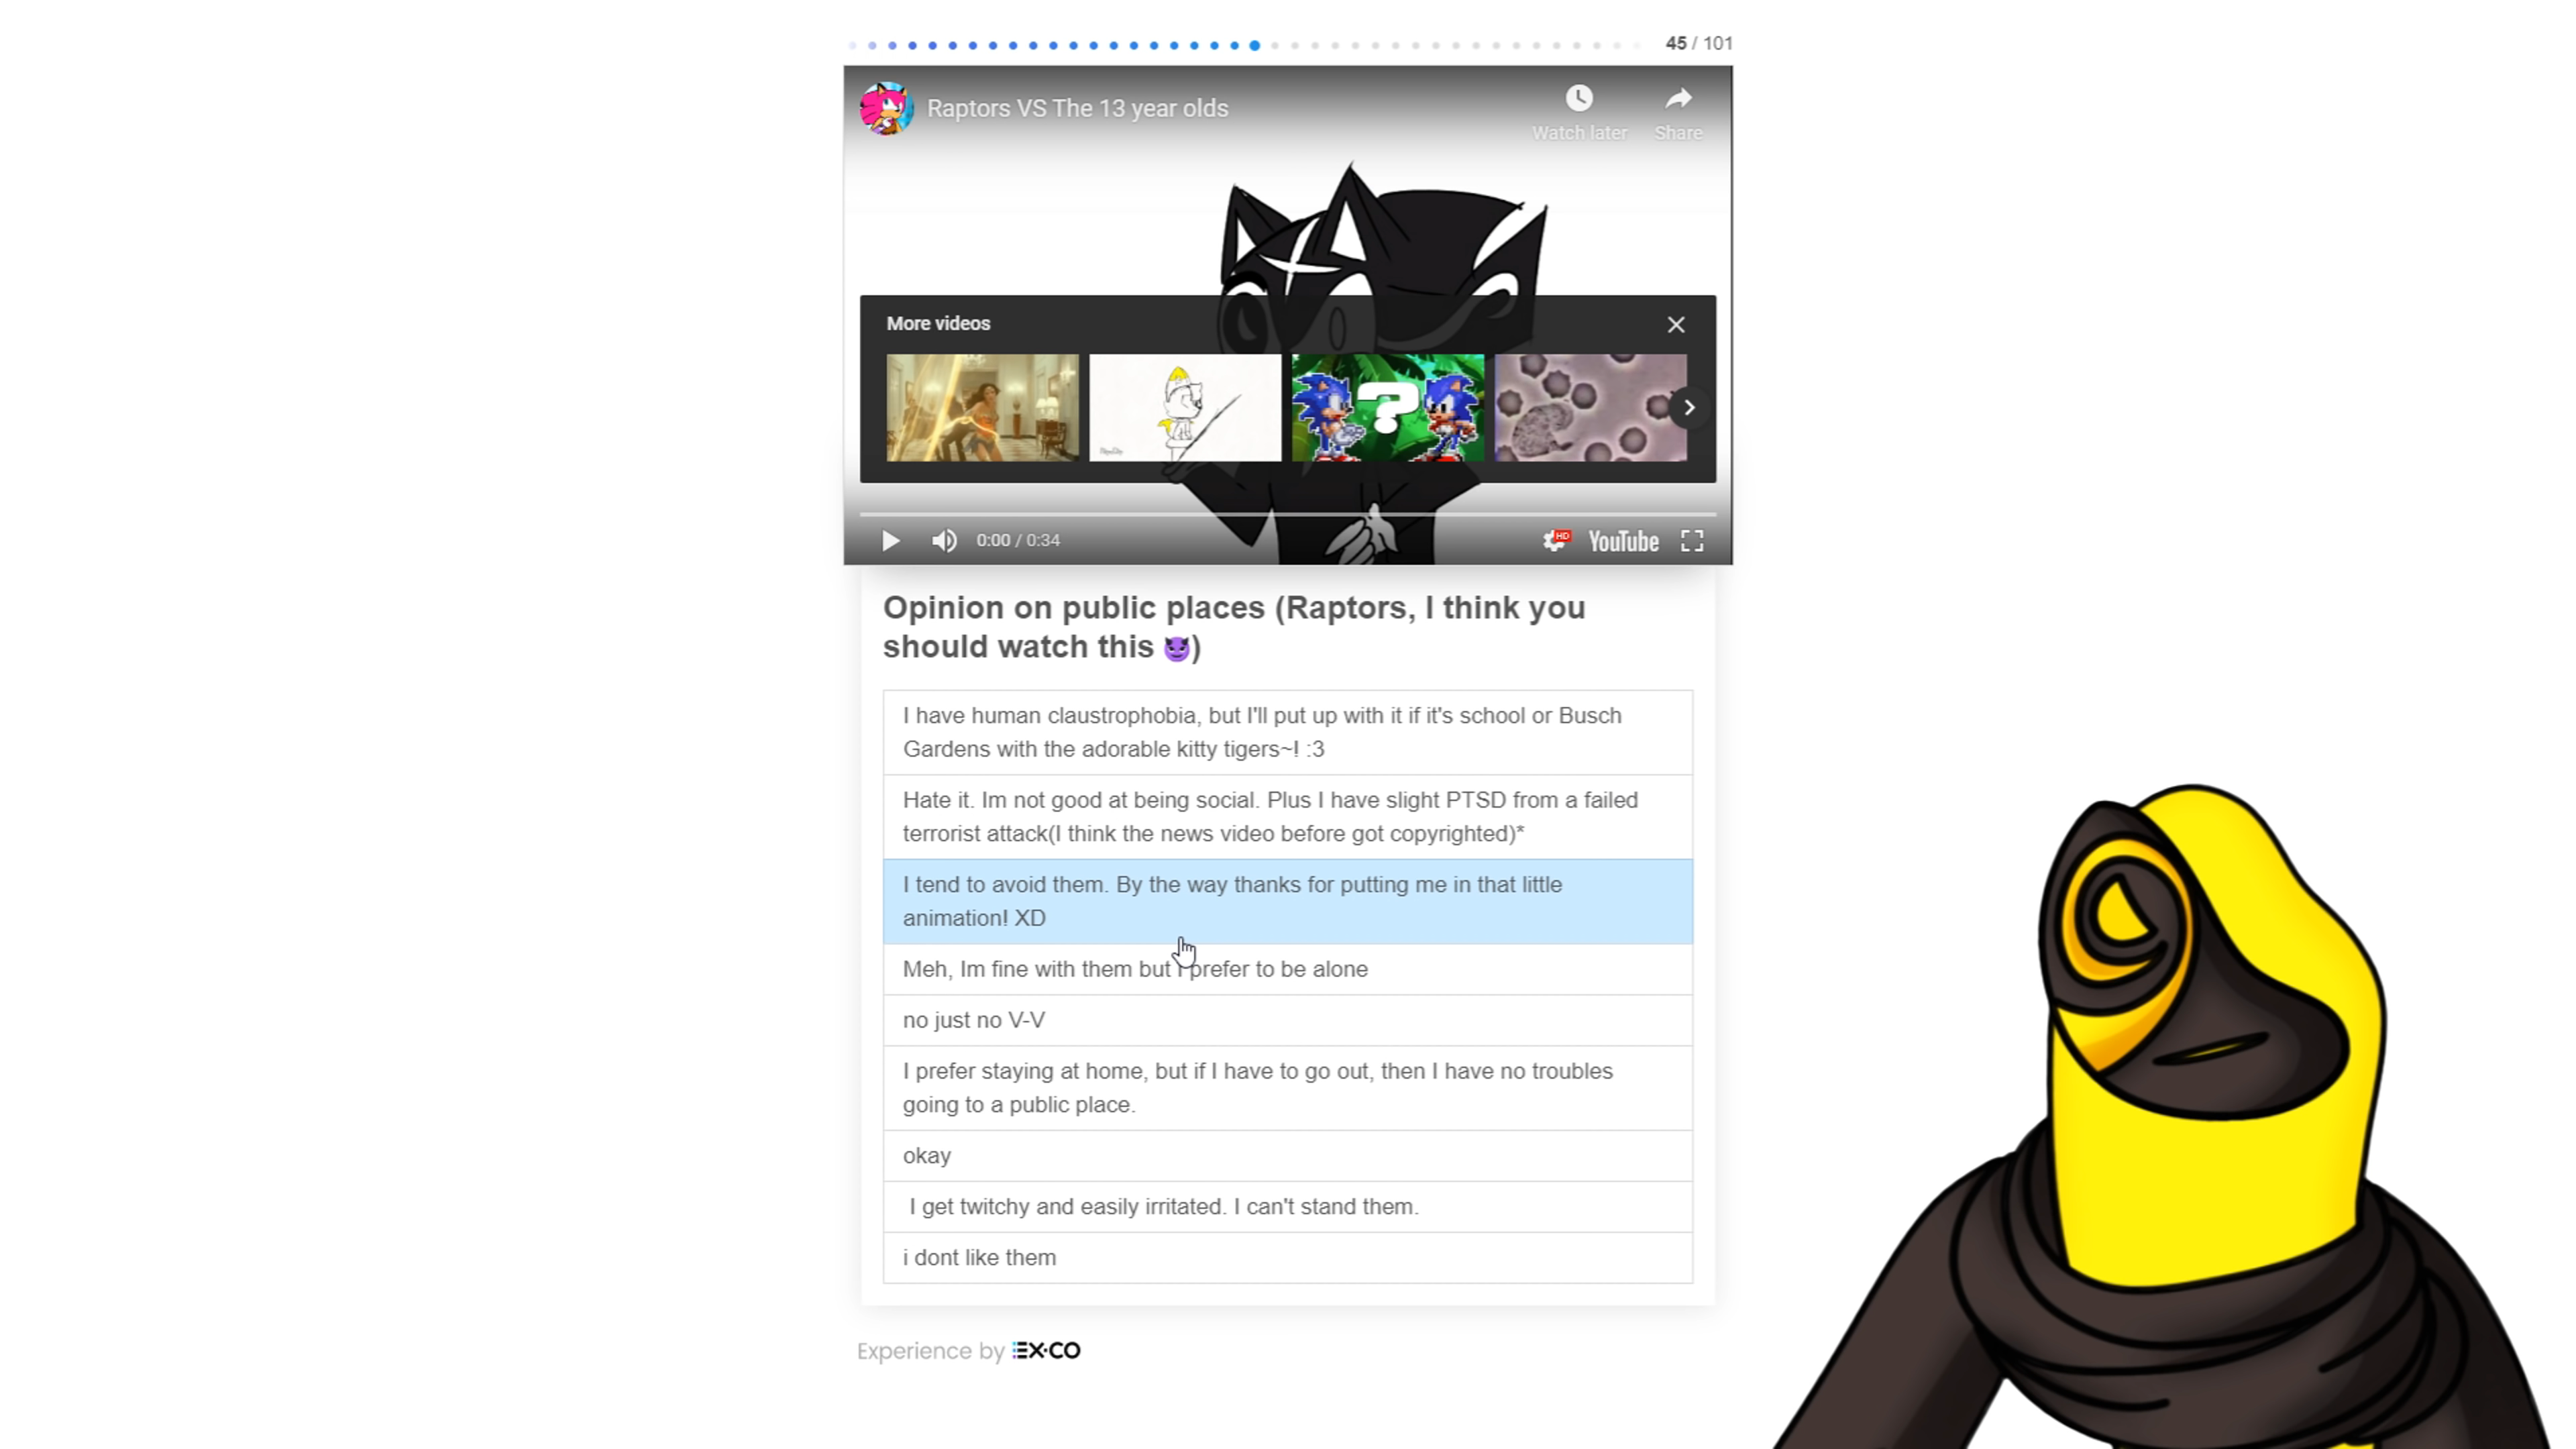 45 / 101
Raptors VS The 13 year olds
Watch later
Share
More videos
0:00 / 0:34
HD
YouTube
Opinion on public places (Raptors, I think you
should watch this 😈)
I have human claustrophobia, but I'll put up with it if it's school or Busch
Gardens with the adorable kitty tigers~! :3
Hate it. Im not good at being social. Plus I have slight PTSD from a failed
terrorist attack(I think the news video before got copyrighted)*
I tend to avoid them. By the way thanks for putting me in that little
animation! XD
Meh, Im fine with them but I prefer to be alone
no just no V-V
I prefer staying at home, but if I have to go out, then I have no troubles
going to a public place.
okay
I get twitchy and easily irritated. I can't stand them.
i dont like them
Experience by EX·CO